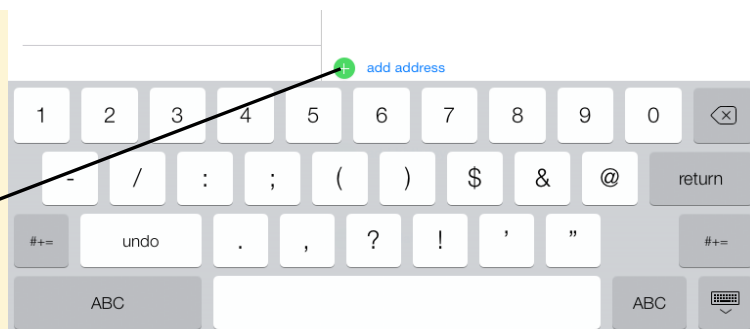 add address
1 2 3 4 5 6 7 8 9 0
- / : ; ( ) $ & @ return
#+= undo . , ? ! ’ ” #+=
ABC ABC